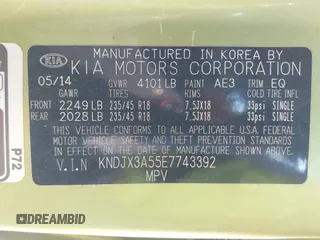 MANUFACTURED IN KOREA BY
KIA KIA MOTORS CORPORATION
05/14 GVWR 4101LB PAINT AE3 TRIM EQ
GAWR TIRES RIMS
FRONT 2249LB 235/45 R18 7.5JX18 33psi SINGLE
REAR 2028LB 235/45 R18 7.5JX18 33psi SINGLE
THIS VEHICLE CONFORMS TO ALL APPLICABLE U.S. FEDERAL
MOTOR VEHICLE SAFETY, BUMPER, AND THEFT PREVENTION
STANDARDS IN EFFECT ON THE DATE OF MANUFACTURE SHOWN ABOVE.
V.I.N KNDJX3A55E7743392
MPV
P72
DREAMBID